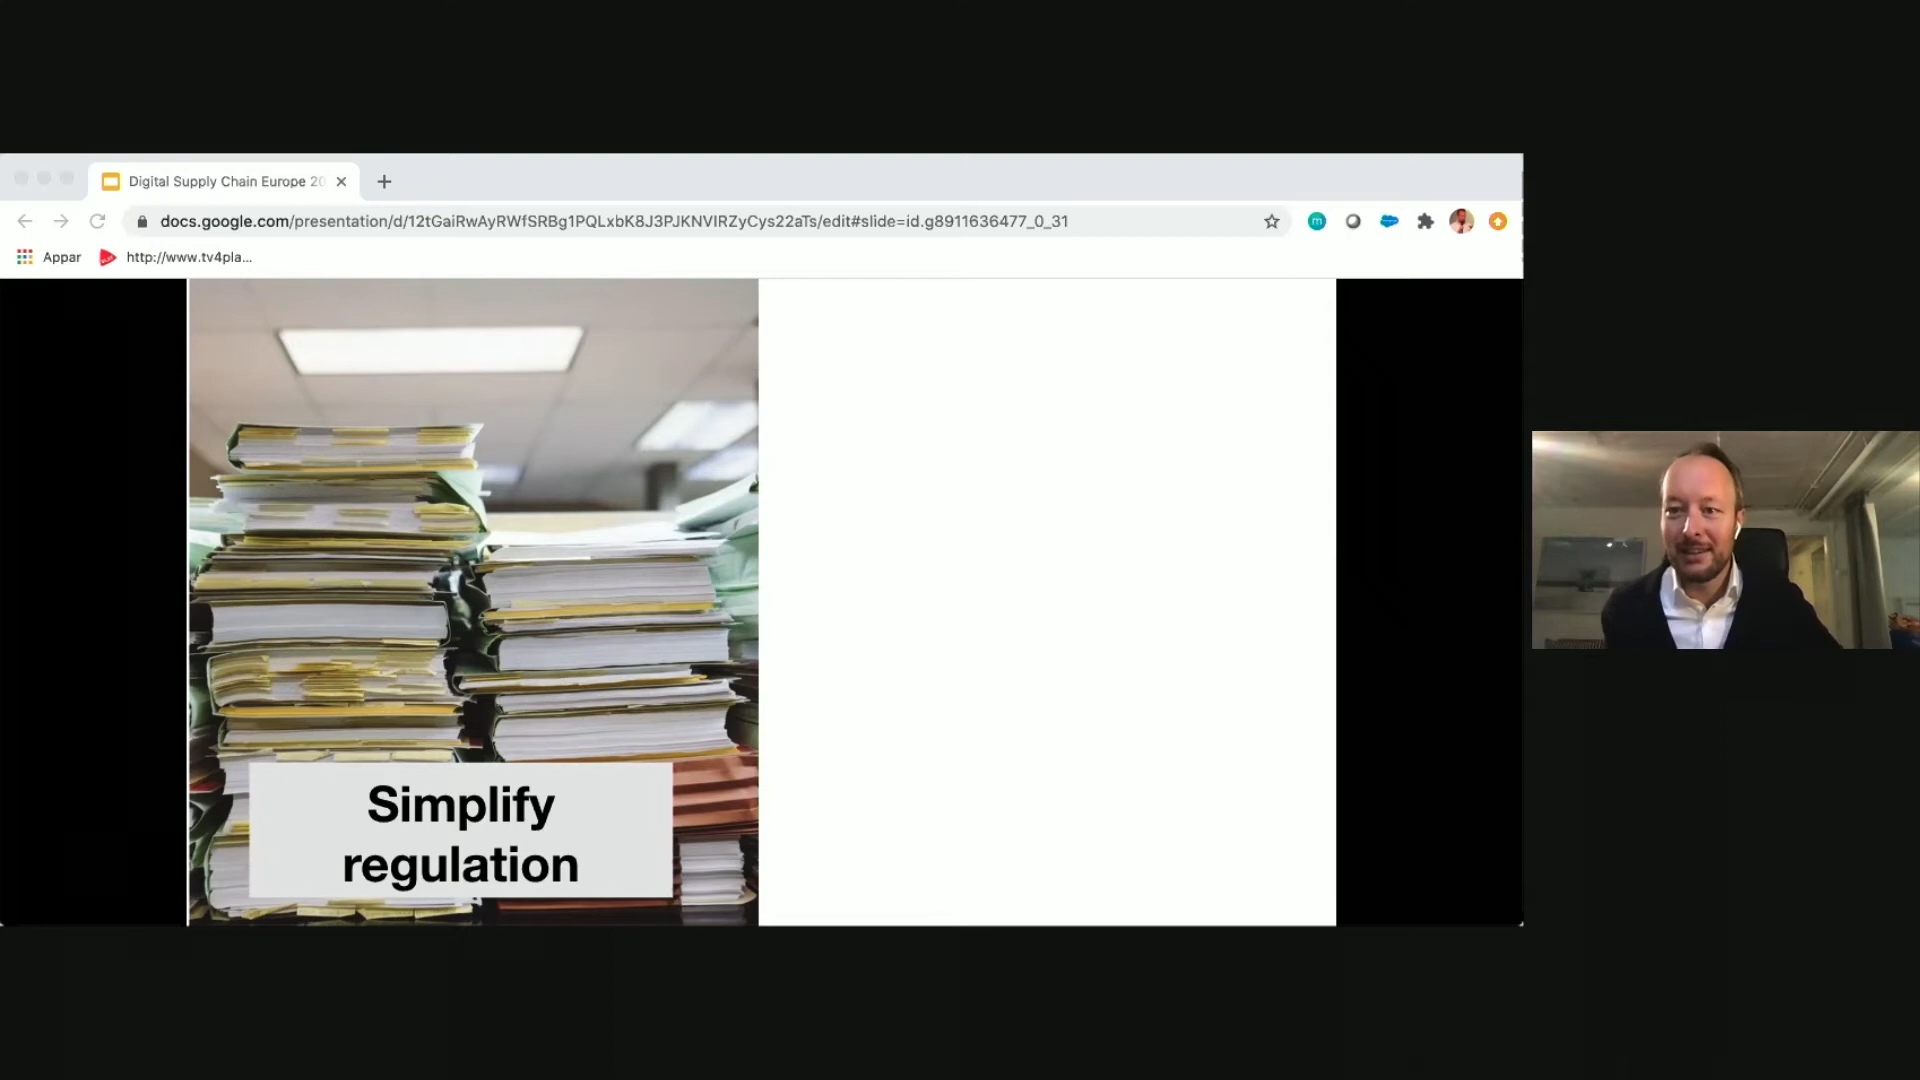 Digital Supply Chain Europe 20
docs.google.com/presentation/d/12tGaiRwAyRWfSRBg1PQLxbK8J3PJKNVIRZyCys22aTs/edit#slide=id.g8911636477_0_31
m
Appar
http://www.tv4pla...
Simplify
regulation